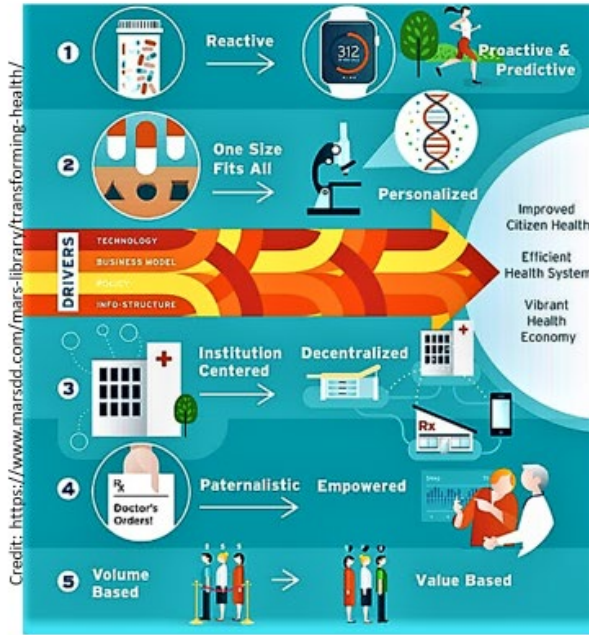 Credit: https://www.marsdd.com/mars-library/transforming-health/
1
Reactive
312
Proactive &
Predictive
2
One Size
Fits All
Personalized
DRIVERS
TECHNOLOGY
BUSINESS MODEL
POLICY
INFO-STRUCTURE
Improved
Citizen Health
Efficient
Health System
Vibrant
Health
Economy
3
Institution
Centered
Decentralized
Rx
4
Rx
Doctor's
Orders!
Paternalistic
Empowered
5
Volume
Based
Value Based